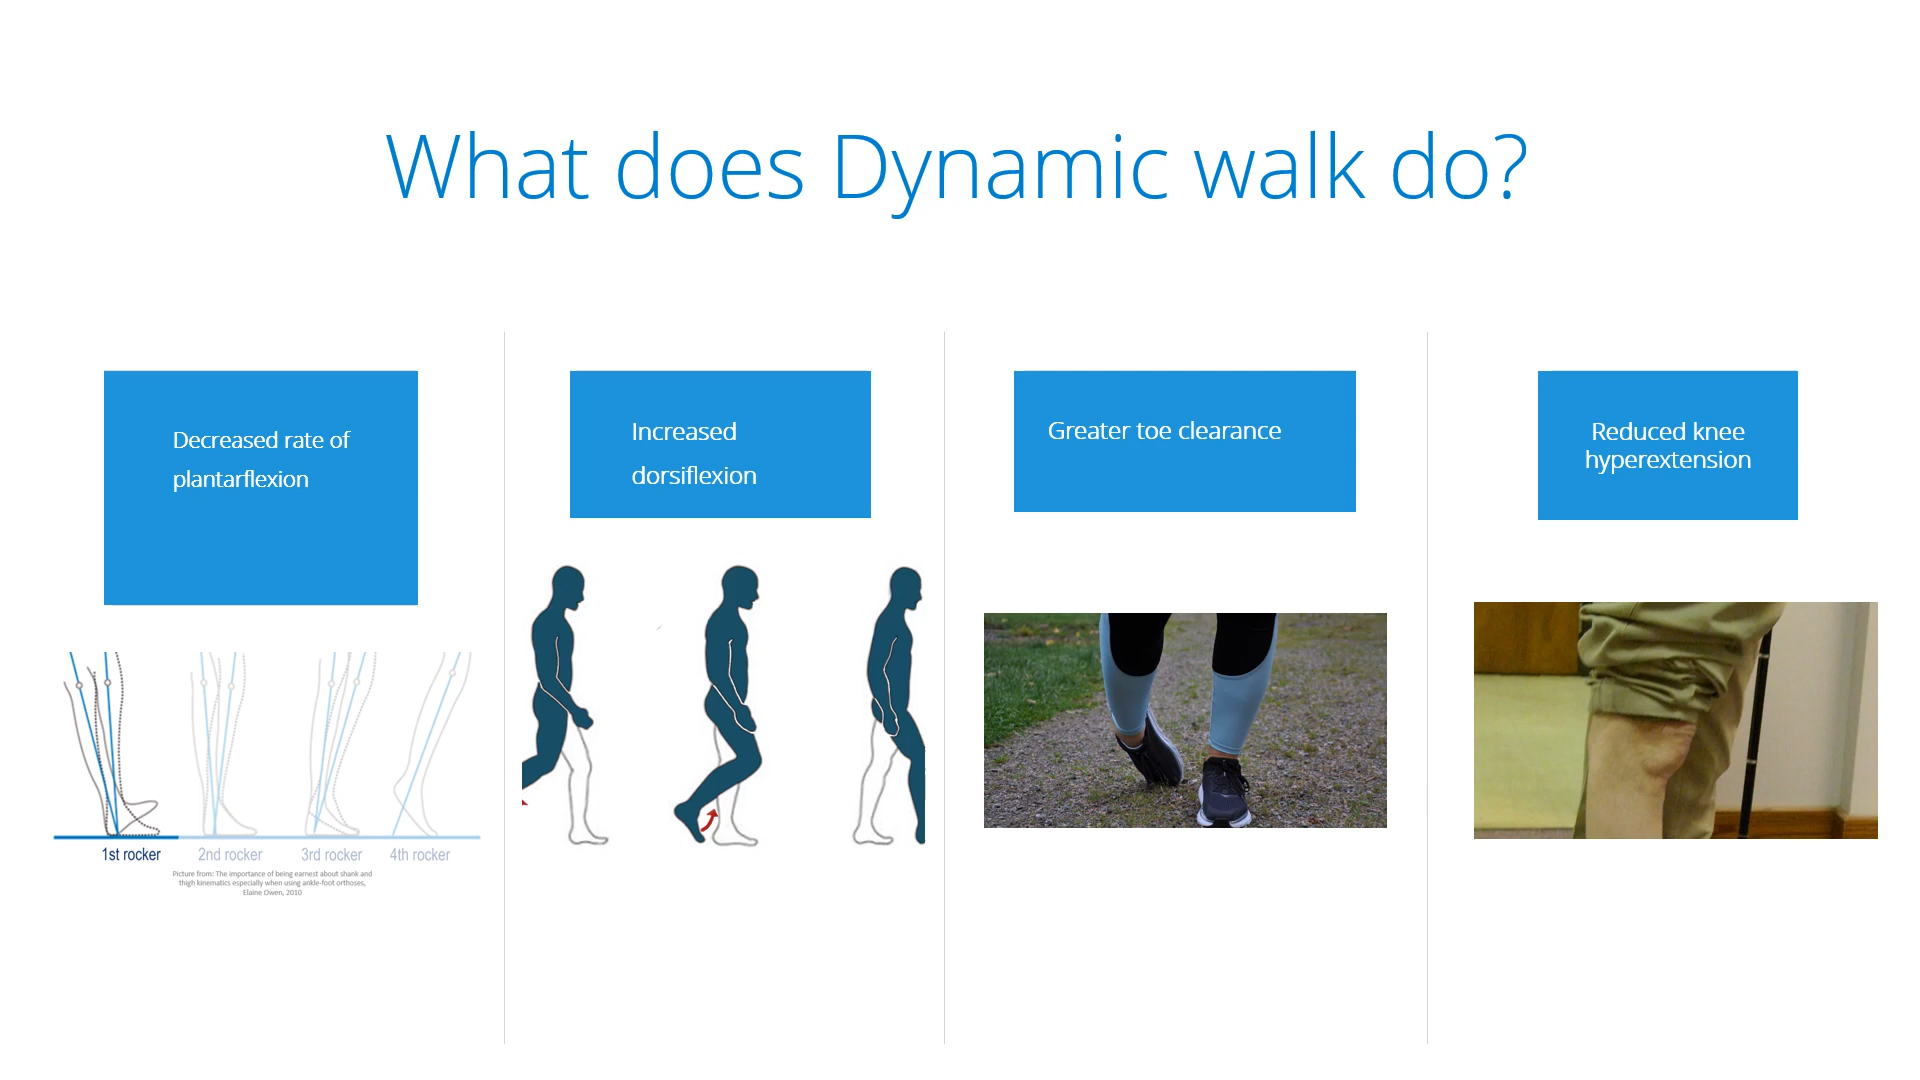 What does Dynamic walk do?
Decreased rate of
plantarflexion
Increased
dorsiflexion
Greater toe clearance
Reduced knee
hyperextension
1st rocker
2nd rocker
3rd rocker
4th rocker
Picture from: The importance of being earnest about shank and
thigh kinematics especially when using ankle-foot orthoses,
Elaine Owen, 2010